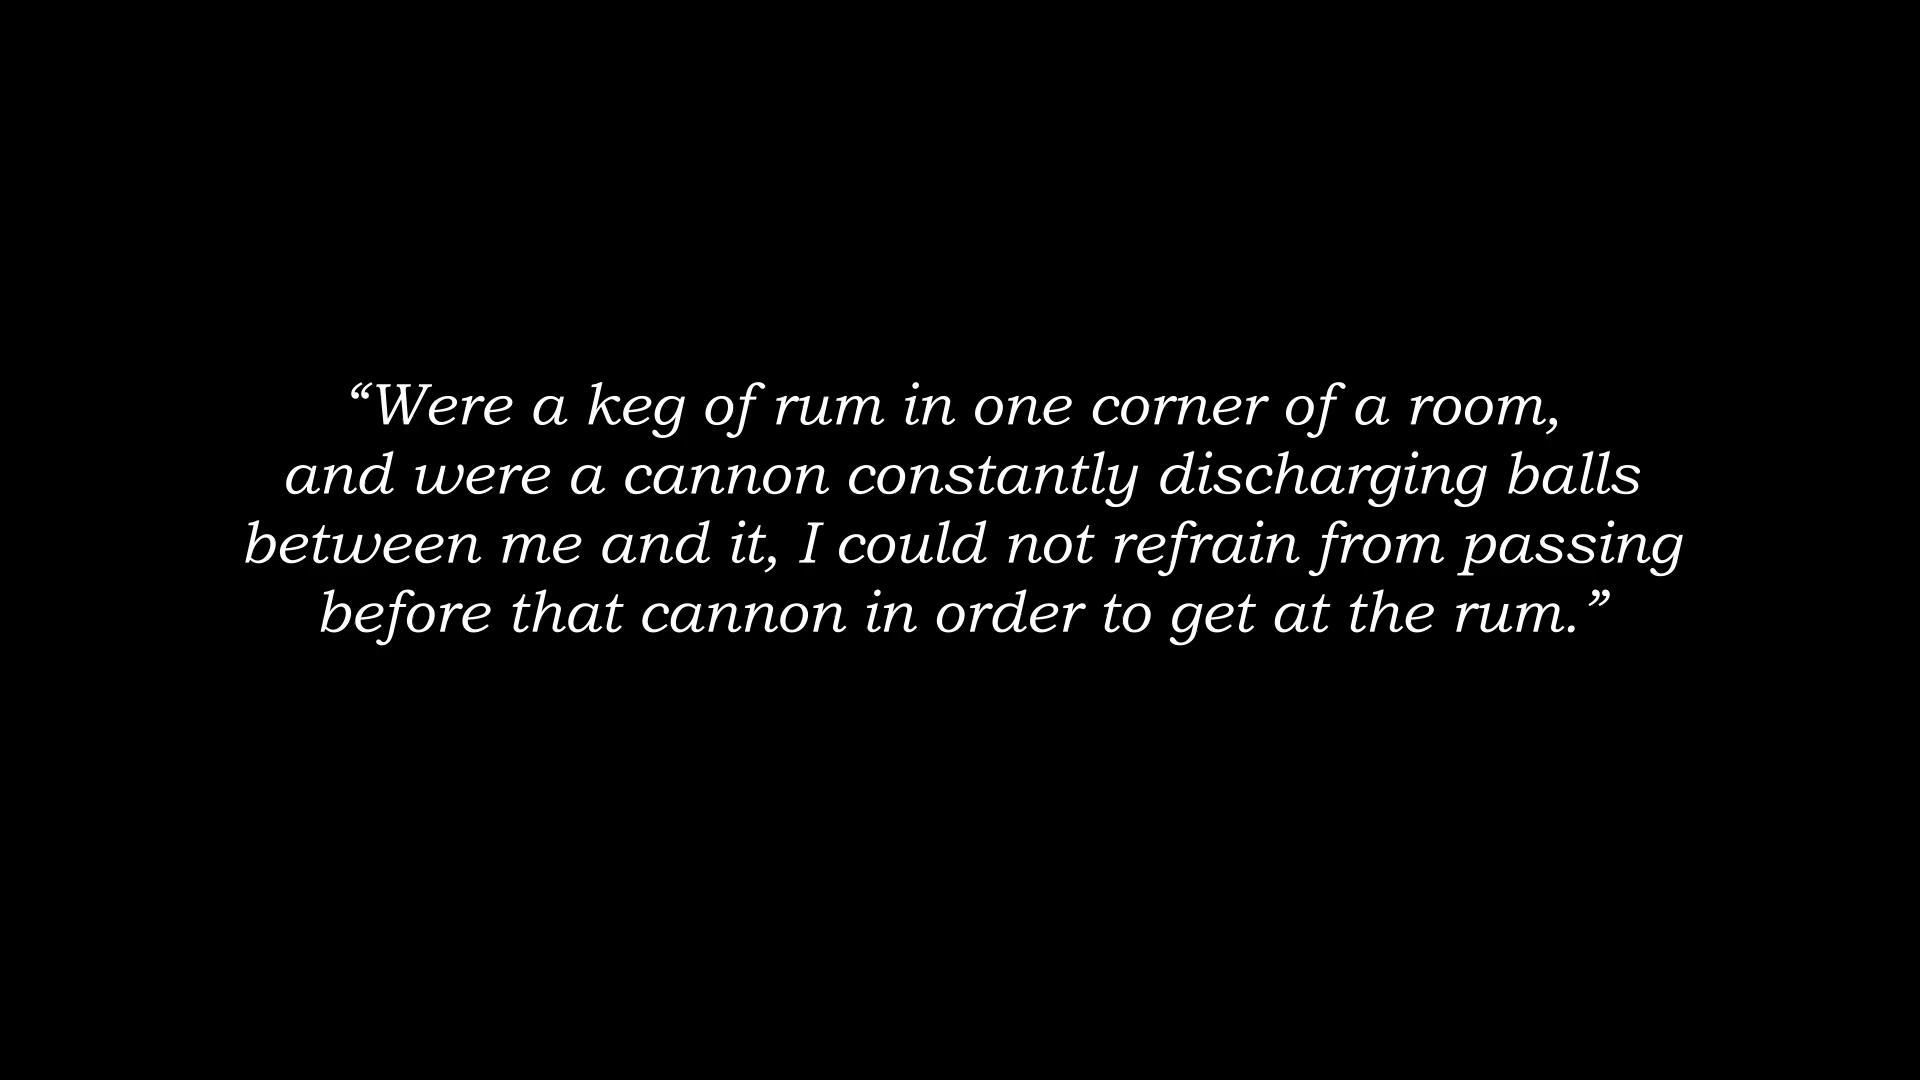 “Were a keg of rum in one corner of a room,
and were a cannon constantly discharging balls
between me and it, I could not refrain from passing
before that cannon in order to get at the rum.”